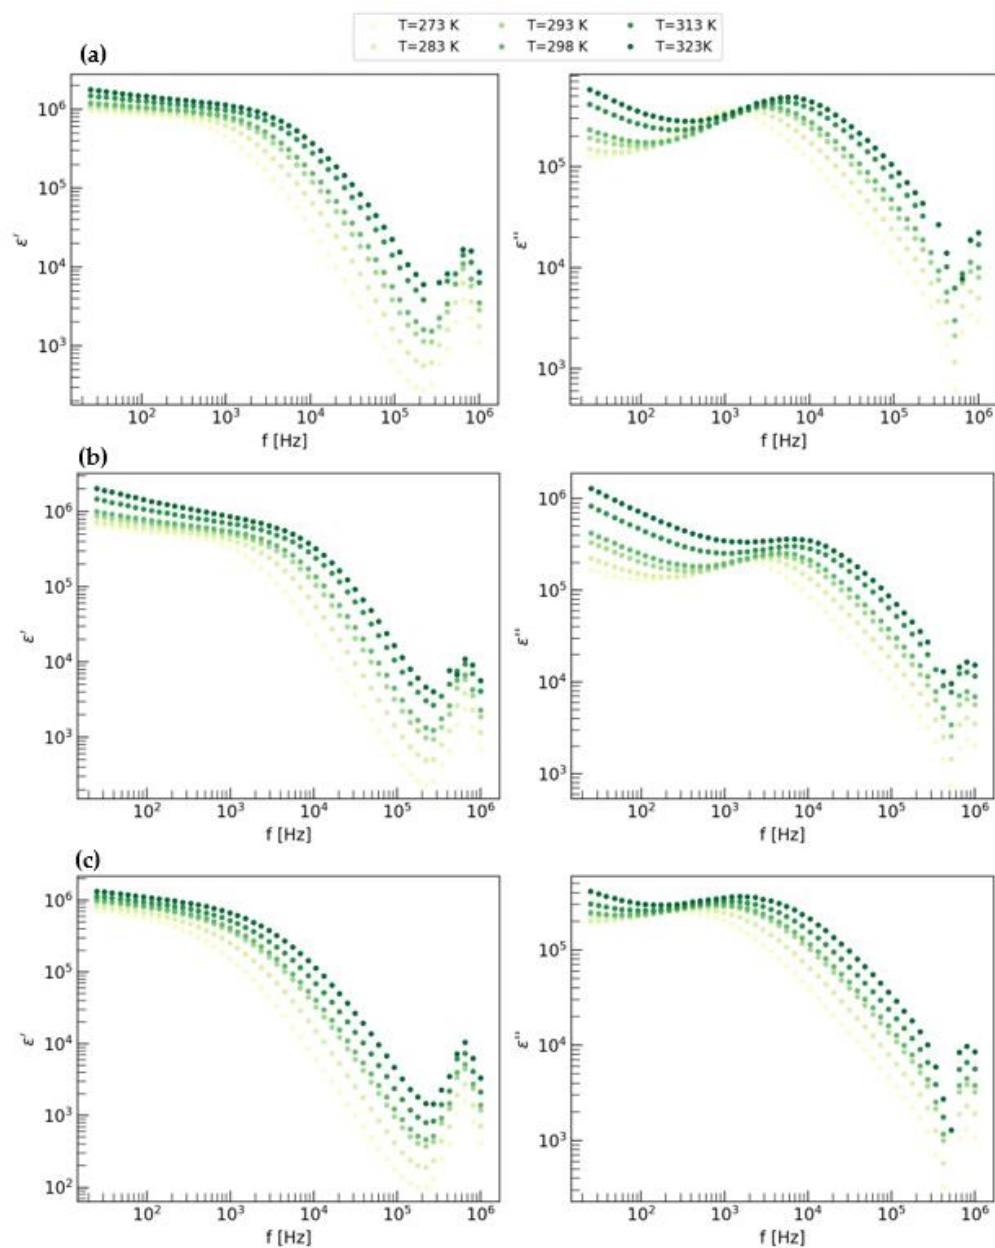 T=273 K T=293 K T=313 K
T=283 K T=298 K T=323K
(a)
10⁶
10⁵
10⁴
10³
ε′
10² 10³ 10⁴ 10⁵ 10⁶
f [Hz]
10⁵
10⁴
10³
ε′′
10² 10³ 10⁴ 10⁵ 10⁶
f [Hz]
(b)
10⁶
10⁵
10⁴
10³
ε′
10² 10³ 10⁴ 10⁵ 10⁶
f [Hz]
10⁶
10⁵
10⁴
10³
ε′′
10² 10³ 10⁴ 10⁵ 10⁶
f [Hz]
(c)
10⁶
10⁵
10⁴
10³
10²
ε′
10² 10³ 10⁴ 10⁵ 10⁶
f [Hz]
10⁵
10⁴
10³
ε′′
10² 10³ 10⁴ 10⁵ 10⁶
f [Hz]